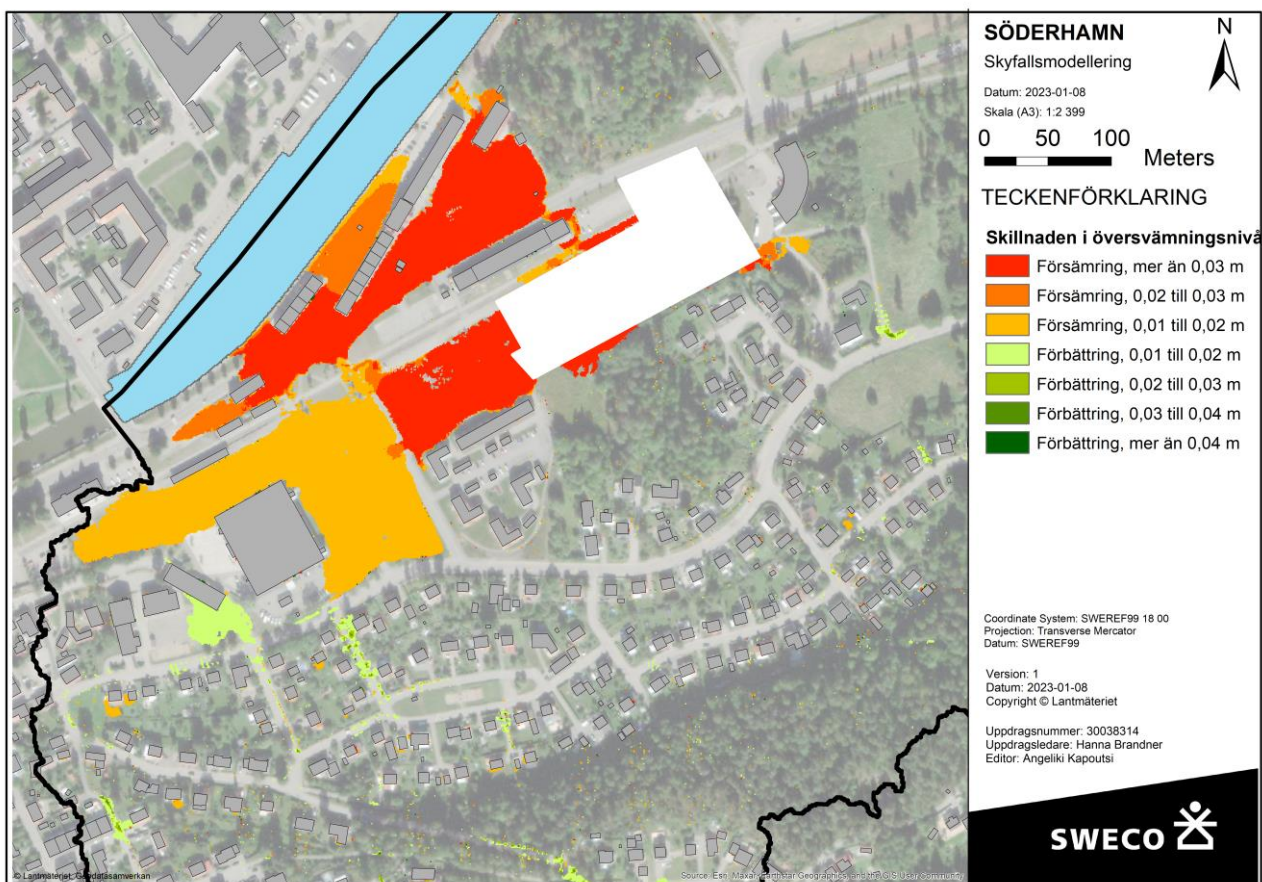 SÖDERHAMN
Skyfallsmodellering
Datum: 2023-01-08
Skala (A3): 1:2 399
N
0 50 100
Meters
TECKENFÖRKLARING
Skillnaden i översvämningsnivå
Försämring, mer än 0,03 m
Försämring, 0,02 till 0,03 m
Försämring, 0,01 till 0,02 m
Förbättring, 0,01 till 0,02 m
Förbättring, 0,02 till 0,03 m
Förbättring, 0,03 till 0,04 m
Förbättring, mer än 0,04 m
Coordinate System: SWEREF99 18 00
Projection: Transverse Mercator
Datum: SWEREF99
Version: 1
Datum: 2023-01-08
Copyright © Lantmäteriet
Uppdragsnummer: 30038314
Uppdragsledare: Hanna Brandner
Editor: Angeliki Kapoutsi
SWECO
© Lantmäteriet, Geodatasamverkan
Source: Esri, Maxar, Earthstar Geographics, and the GIS User Community